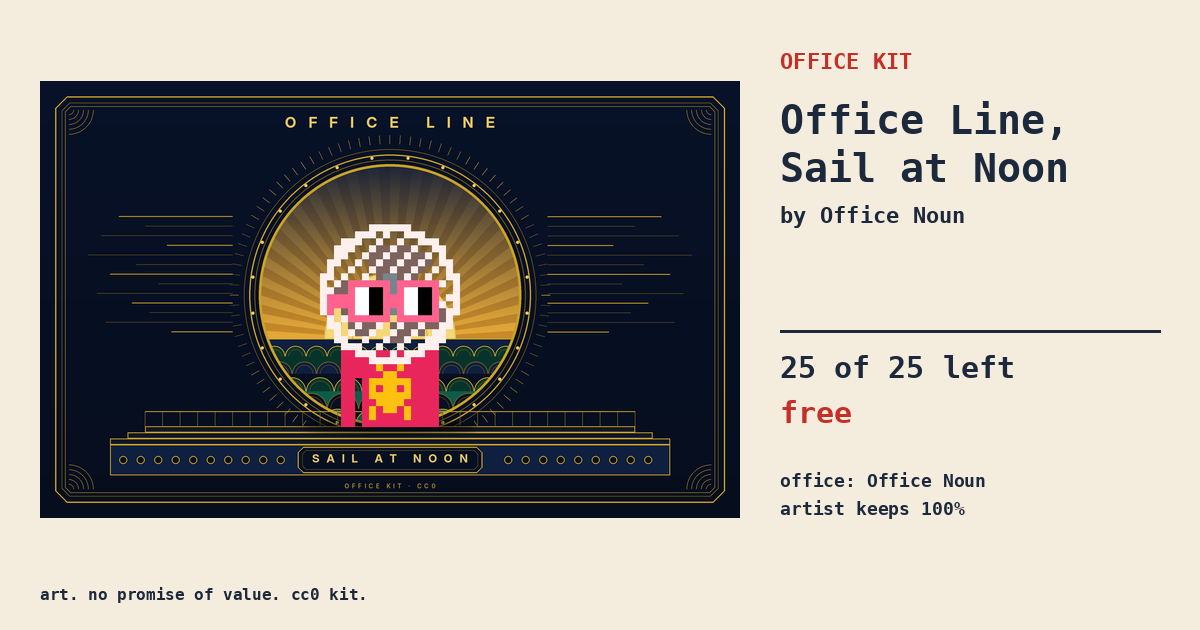 OFFICE LINE
SAIL AT NOON
OFFICE KIT · CC0
OFFICE KIT
Office Line,
Sail at Noon
by Office Noun
25 of 25 left
free
office: Office Noun
artist keeps 100%
art. no promise of value. cc0 kit.